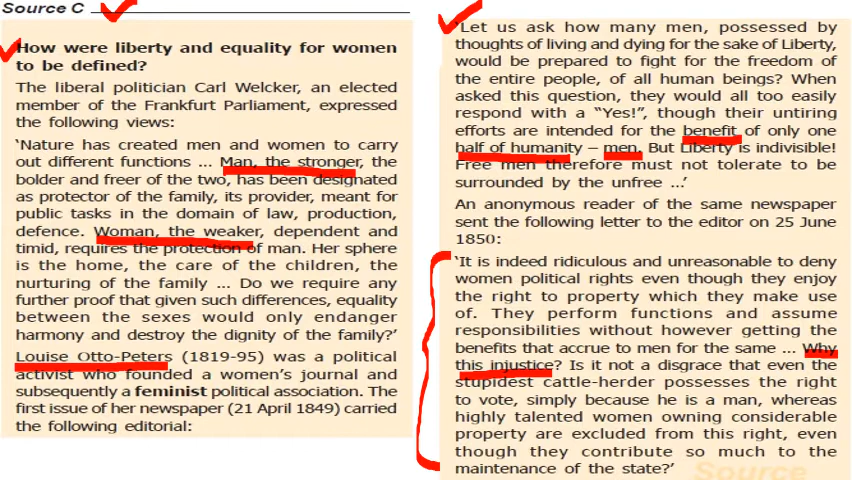 Source C
How were liberty and equality for women
to be defined?
The liberal politician Carl Welcker, an elected
member of the Frankfurt Parliament, expressed
the following views:
‘Nature has created men and women to carry
out different functions ... Man, the stronger, the
bolder and freer of the two, has been designated
as protector of the family, its provider, meant for
public tasks in the domain of law, production,
defence. Woman, the weaker, dependent and
timid, requires the protection of man. Her sphere
is the home, the care of the children, the
nurturing of the family ... Do we require any
further proof that given such differences, equality
between the sexes would only endanger
harmony and destroy the dignity of the family?’
Louise Otto-Peters (1819-95) was a political
activist who founded a women’s journal and
subsequently a feminist political association. The
first issue of her newspaper (21 April 1849) carried
the following editorial:
‘Let us ask how many men, possessed by
thoughts of living and dying for the sake of Liberty,
would be prepared to fight for the freedom of
the entire people, of all human beings? When
asked this question, they would all too easily
respond with a “Yes!”, though their untiring
efforts are intended for the benefit of only one
half of humanity – men. But Liberty is indivisible!
Free men therefore must not tolerate to be
surrounded by the unfree ...’
An anonymous reader of the same newspaper
sent the following letter to the editor on 25 June
1850:
‘It is indeed ridiculous and unreasonable to deny
women political rights even though they enjoy
the right to property which they make use
of. They perform functions and assume
responsibilities without however getting the
benefits that accrue to men for the same ... Why
this injustice? Is it not a disgrace that even the
stupidest cattle-herder possesses the right
to vote, simply because he is a man, whereas
highly talented women owning considerable
property are excluded from this right, even
though they contribute so much to the
maintenance of the state?’
Source